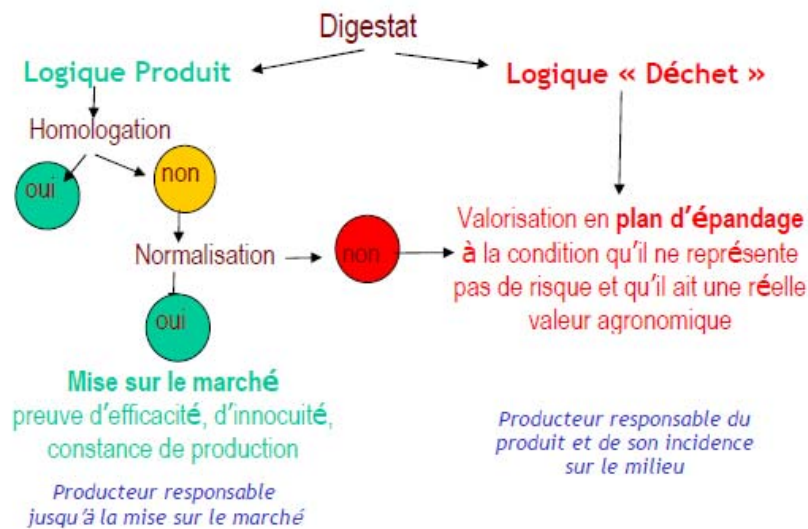 Digestat
Logique Produit
Logique « Déchet »
Homologation
oui
non
Normalisation
non
oui
Valorisation en plan d'épandage
à la condition qu'il ne représente
pas de risque et qu'il ait une réelle
valeur agronomique
Mise sur le marché
preuve d'efficacité, d'innocuité,
constance de production
Producteur responsable
jusqu'à la mise sur le marché
Producteur responsable du
produit et de son incidence
sur le milieu